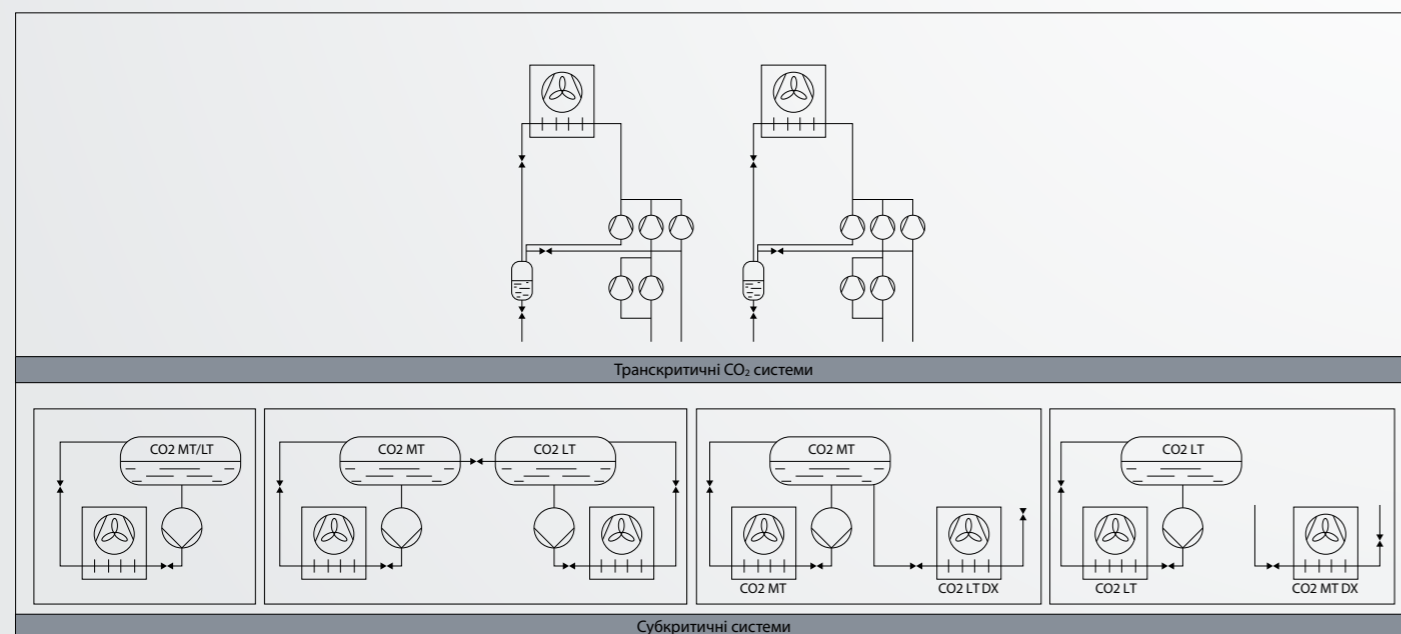 Транскритичні CO₂ системи
CO2 MT/LT
CO2 MT
CO2 LT
CO2 MT
CO2 MT
CO2 LT DX
CO2 LT
CO2 LT
CO2 MT DX
Субкритичні системи